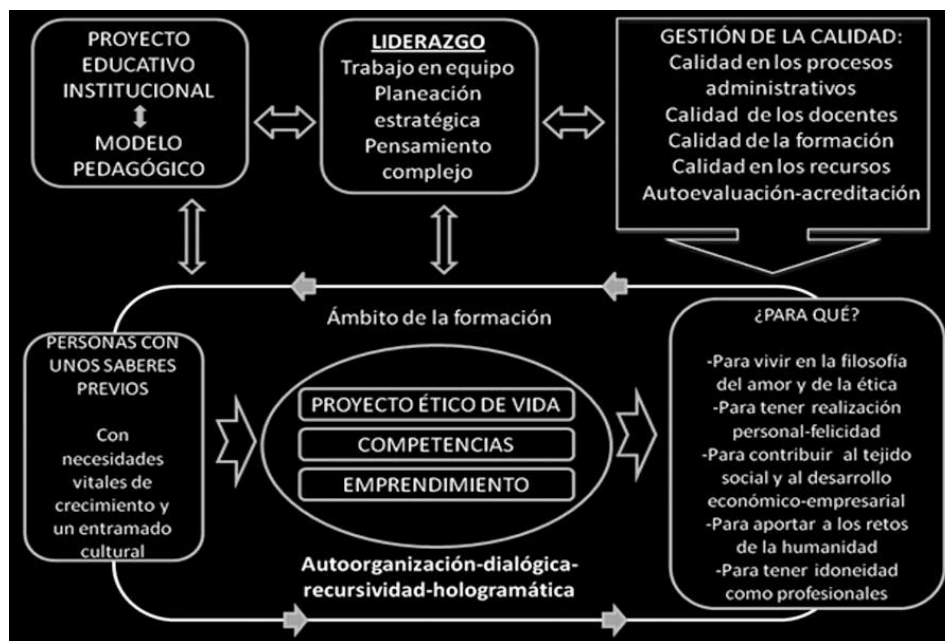 PROYECTO
EDUCATIVO
INSTITUCIONAL
MODELO
PEDAGÓGICO
LIDERAZGO
Trabajo en equipo
Planeación
estratégica
Pensamiento
complejo
GESTIÓN DE LA CALIDAD:
Calidad en los procesos
administrativos
Calidad de los docentes
Calidad de la formación
Calidad en los recursos
Autoevaluación-acreditación
Ámbito de la formación
PERSONAS CON
UNOS SABERES
PREVIOS
Con
necesidades
vitales de
crecimiento y
un entramado
cultural
PROYECTO ÉTICO DE VIDA
COMPETENCIAS
EMPRENDIMIENTO
Autoorganización-dialógica-
recursividad-hologramática
¿PARA QUÉ?
-Para vivir en la filosofía
del amor y de la ética
-Para tener realización
personal-felicidad
-Para contribuir al tejido
social y al desarrollo
económico-empresarial
-Para aportar a los retos
de la humanidad
-Para tener idoneidad
como profesionales